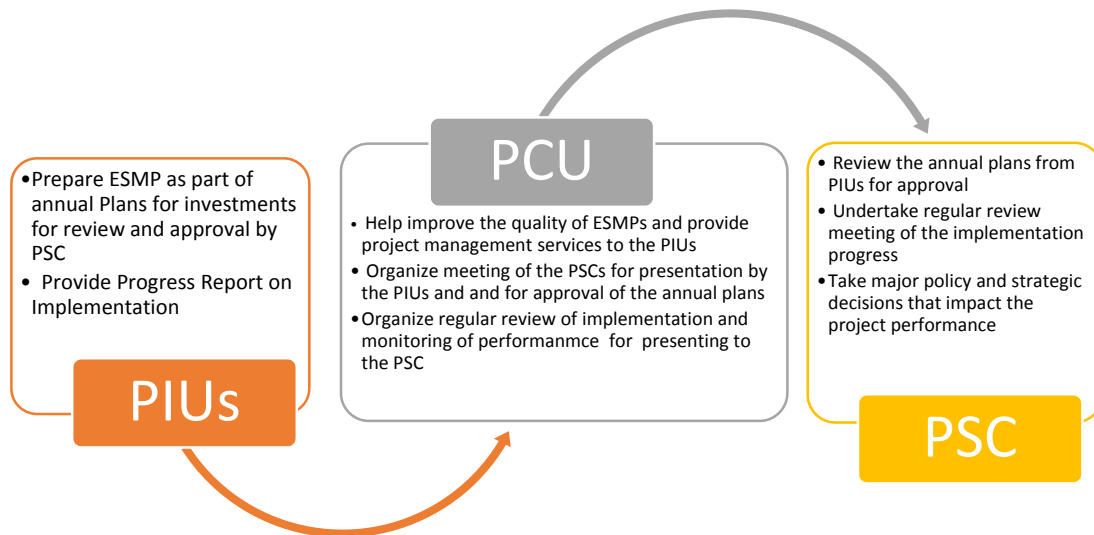 •Prepare ESMP as part of
annual Plans for investments
for review and approval by
PSC
• Provide Progress Report on
Implementation
PIUs
PCU
• Help improve the quality of ESMPs and provide
project management services to the PIUs
• Organize meeting of the PSCs for presentation by
the PIUs and and for approval of the annual plans
•Organize regular review of implementation and
monitoring of performanmce for presenting to
the PSC
• Review the annual plans from
PIUs for approval
• Undertake regular review
meeting of the implementation
progress
•Take major policy and strategic
decisions that impact the
project performance
PSC